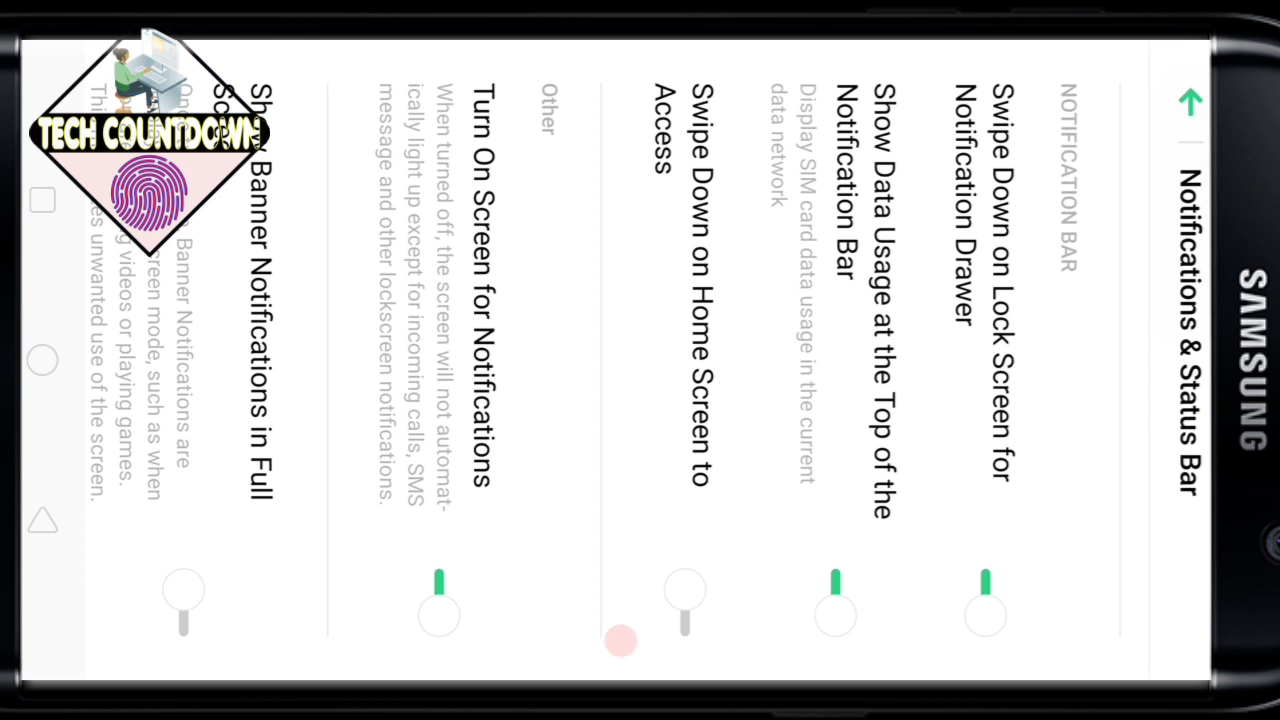 SAMSUNG
Notifications & Status Bar
NOTIFICATION BAR
Swipe Down on Lock Screen for
Notification Drawer
Show Data Usage at the Top of the
Notification Bar
Display SIM card data usage in the current
data network
Swipe Down on Home Screen to
Access
Other
Turn On Screen for Notifications
When turned off, the screen will not automat-
ically light up except for incoming calls, SMS
message and other lockscreen notifications.
Banner Notifications in Full
Banner Notifications are
mode, such as when
videos or playing games.
unwanted use of the screen.
TECH COUNTDOWN